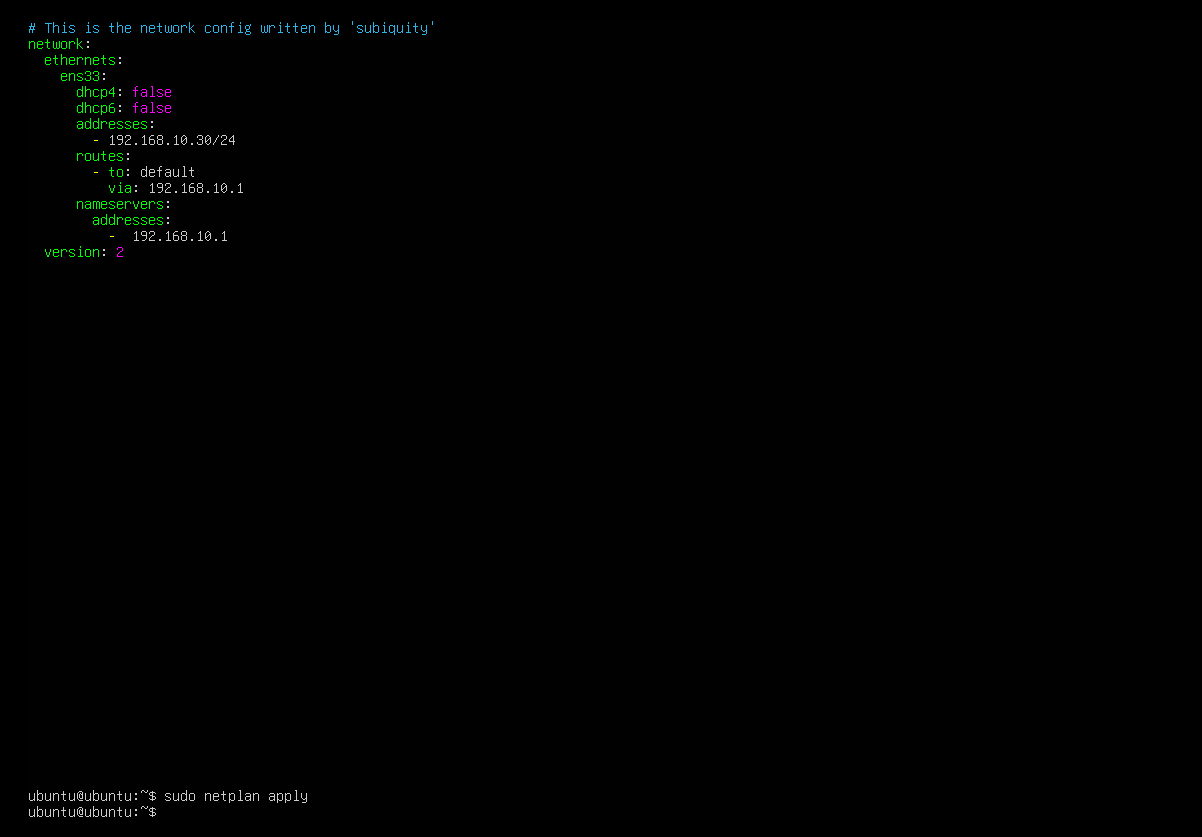 # This is the network config written by 'subiquity'
network:
  ethernets:
    ens33:
      dhcp4: false
      dhcp6: false
      addresses:
        - 192.168.10.30/24
      routes:
        - to: default
          via: 192.168.10.1
      nameservers:
        addresses:
          -  192.168.10.1
  version: 2
ubuntu@ubuntu:~$ sudo netplan apply
ubuntu@ubuntu:~$